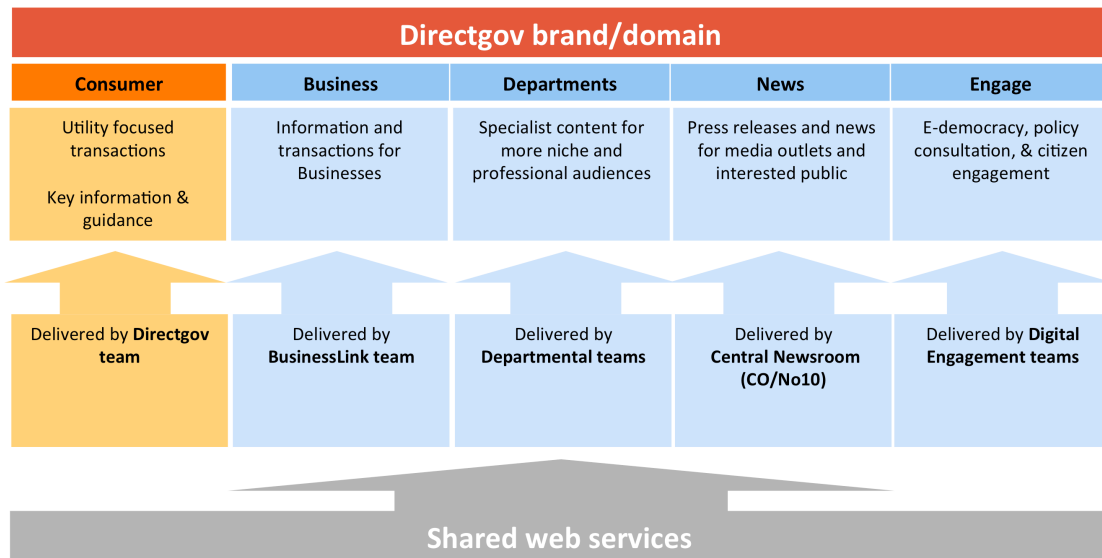 Directgov brand/domain
Consumer
Business
Departments
News
Engage
Utility focused
transactions
Key information &
guidance
Information and
transactions for
Businesses
Specialist content for
more niche and
professional audiences
Press releases and news
for media outlets and
interested public
E-democracy, policy
consultation, & citizen
engagement
Delivered by Directgov
team
Delivered by
BusinessLink team
Delivered by
Departmental teams
Delivered by
Central Newsroom
(CO/No10)
Delivered by Digital
Engagement teams
Shared web services